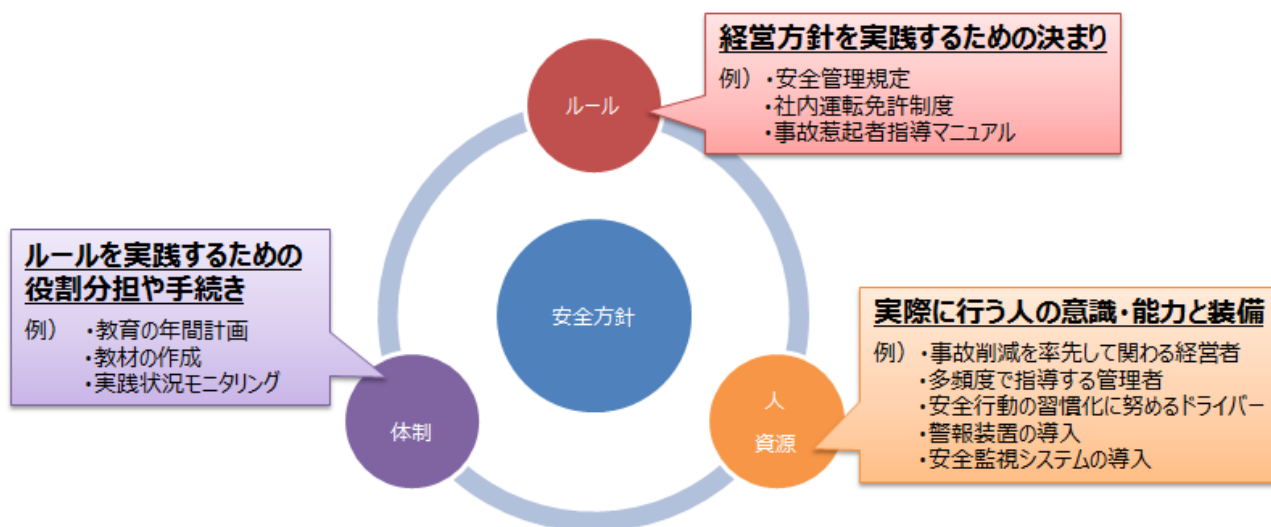 経営方針を実践するための決まり
例）・安全管理規定
・社内運転免許制度
・事故惹起者指導マニュアル
ルール
ルールを実践するための
役割分担や手続き
例）　・教育の年間計画
・教材の作成
・実践状況モニタリング
安全方針
実際に行う人の意識・能力と装備
例）・事故削減を率先して関わる経営者
・多頻度で指導する管理者
・安全行動の習慣化に努めるドライバー
・警報装置の導入
・安全監視システムの導入
体制
人
資源